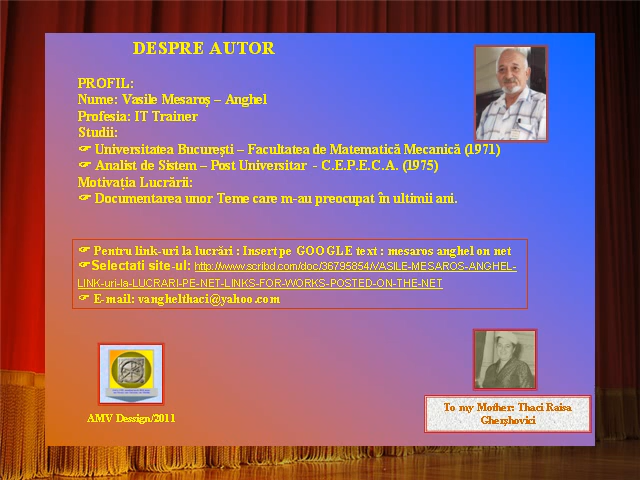 DESPRE AUTOR
PROFIL:
Nume: Vasile Mesaroş – Anghel
Profesia: IT Trainer
Studii:
☞ Universitatea Bucureşti – Facultatea de Matematică Mecanică (1971)
☞ Analist de Sistem – Post Universitar - C.E.P.E.C.A. (1975)
Motivaţia Lucrării:
☞ Documentarea unor Teme care m-au preocupat în ultimii ani.
☞ Pentru link-uri la lucrări : Insert pe GOOGLE text : mesaros anghel on net
☞ Selectati site-ul: http://www.scribd.com/doc/36795854/VASILE-MESAROS-ANGHEL-
LINK-uri-la-LUCRARI-PE-NET-LINKS-FOR-WORKS-POSTED-ON-THE-NET
☞ E-mail: vanghelthaci@yahoo.com
AMV Dessign/2011
To my Mother: Thaci Raisa
Gherşhovici